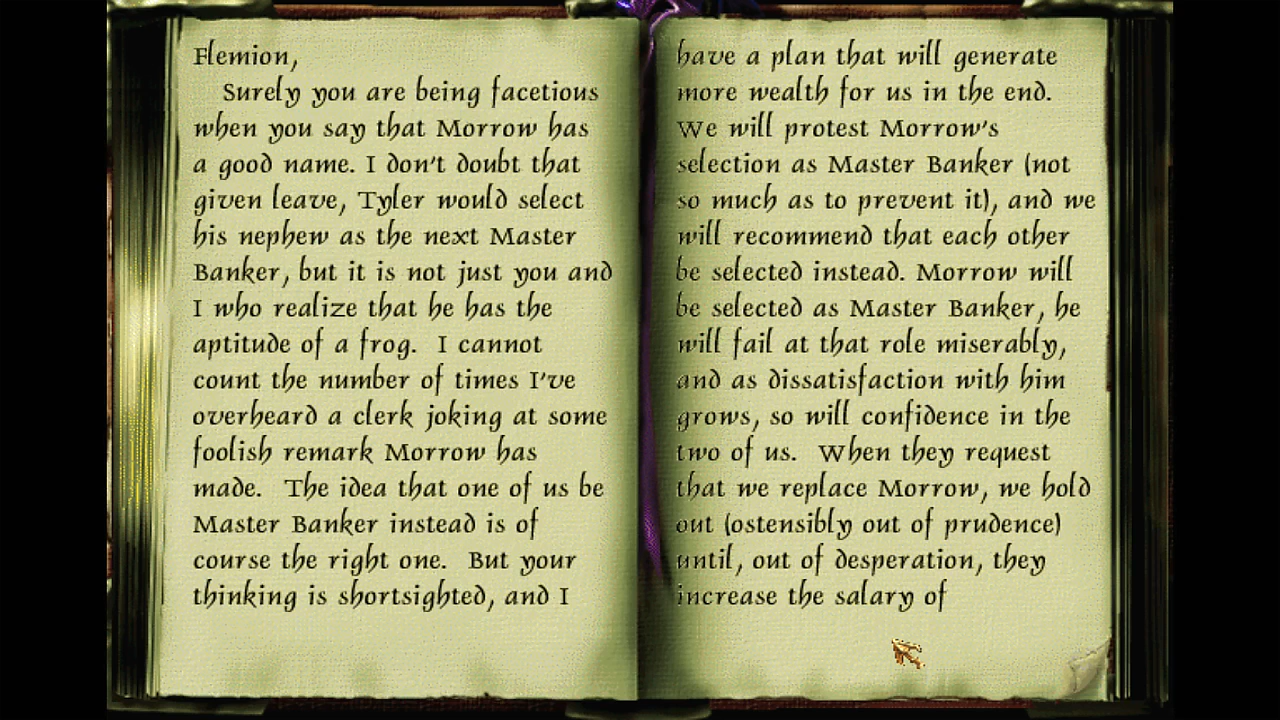 Flemion,
Surely you are being facetious
when you say that Morrow has
a good name. I don't doubt that
given leave, Tyler would select
his nephew as the next Master
Banker, but it is not just you and
I who realize that he has the
aptitude of a frog. I cannot
count the number of times I've
overheard a clerk joking at some
foolish remark Morrow has
made. The idea that one of us be
Master Banker instead is of
course the right one. But your
thinking is shortsighted, and I
have a plan that will generate
more wealth for us in the end.
We will protest Morrow's
selection as Master Banker (not
so much as to prevent it), and we
will recommend that each other
be selected instead. Morrow will
be selected as Master Banker, he
will fail at that role miserably,
and as dissatisfaction with him
grows, so will confidence in the
two of us. When they request
that we replace Morrow, we hold
out (ostensibly out of prudence)
until, out of desperation, they
increase the salary of